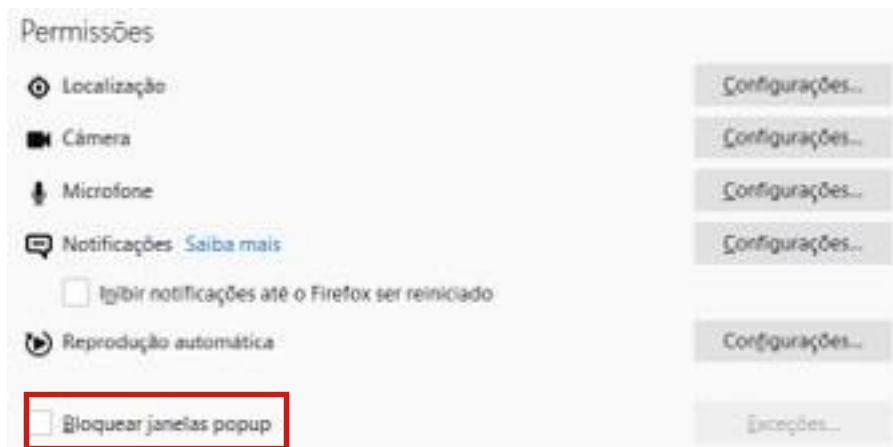 Permissões
Localização Configurações...
Câmera Configurações...
Microfone Configurações...
Notificações Saiba mais Configurações...
Inibir notificações até o Firefox ser reiniciado
Reprodução automática Configurações...
Bloquear janelas popup Exceções...